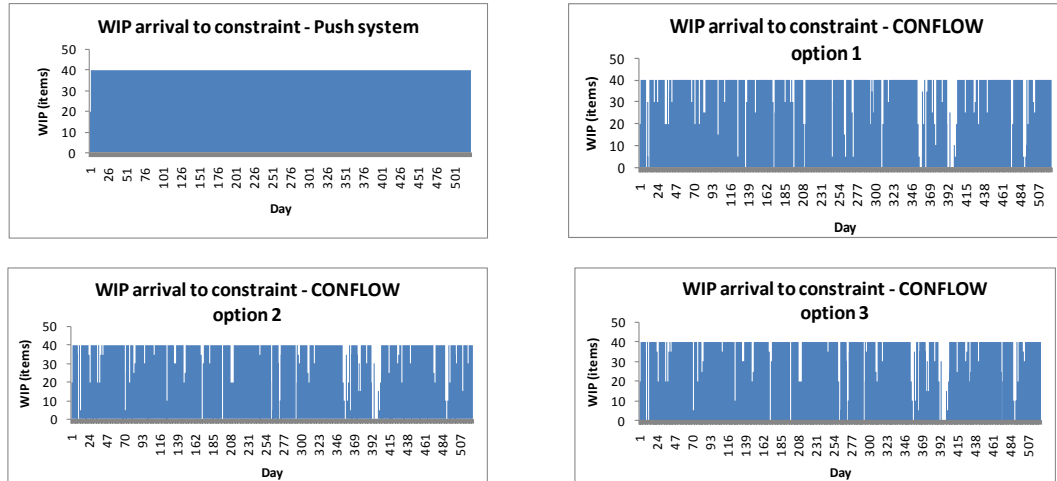 WIP arrival to constraint - Push system
50
40
30
20
10
0
WIP (items)
1 26 51 76 101 126 151 176 201 226 251 276 301 326 351 376 401 426 451 476 501
Day
WIP arrival to constraint - CONFLOW
option 1
50
40
30
20
10
0
WIP (items)
1 24 47 70 93 116 139 162 185 208 231 254 277 300 323 346 369 392 415 438 461 484 507
Day
WIP arrival to constraint - CONFLOW
option 2
50
40
30
20
10
0
WIP (items)
1 24 47 70 93 116 139 162 185 208 231 254 277 300 323 346 369 392 415 438 461 484 507
Day
WIP arrival to constraint - CONFLOW
option 3
50
40
30
20
10
0
WIP (items)
1 24 47 70 93 116 139 162 185 208 231 254 277 300 323 346 369 392 415 438 461 484 507
Day